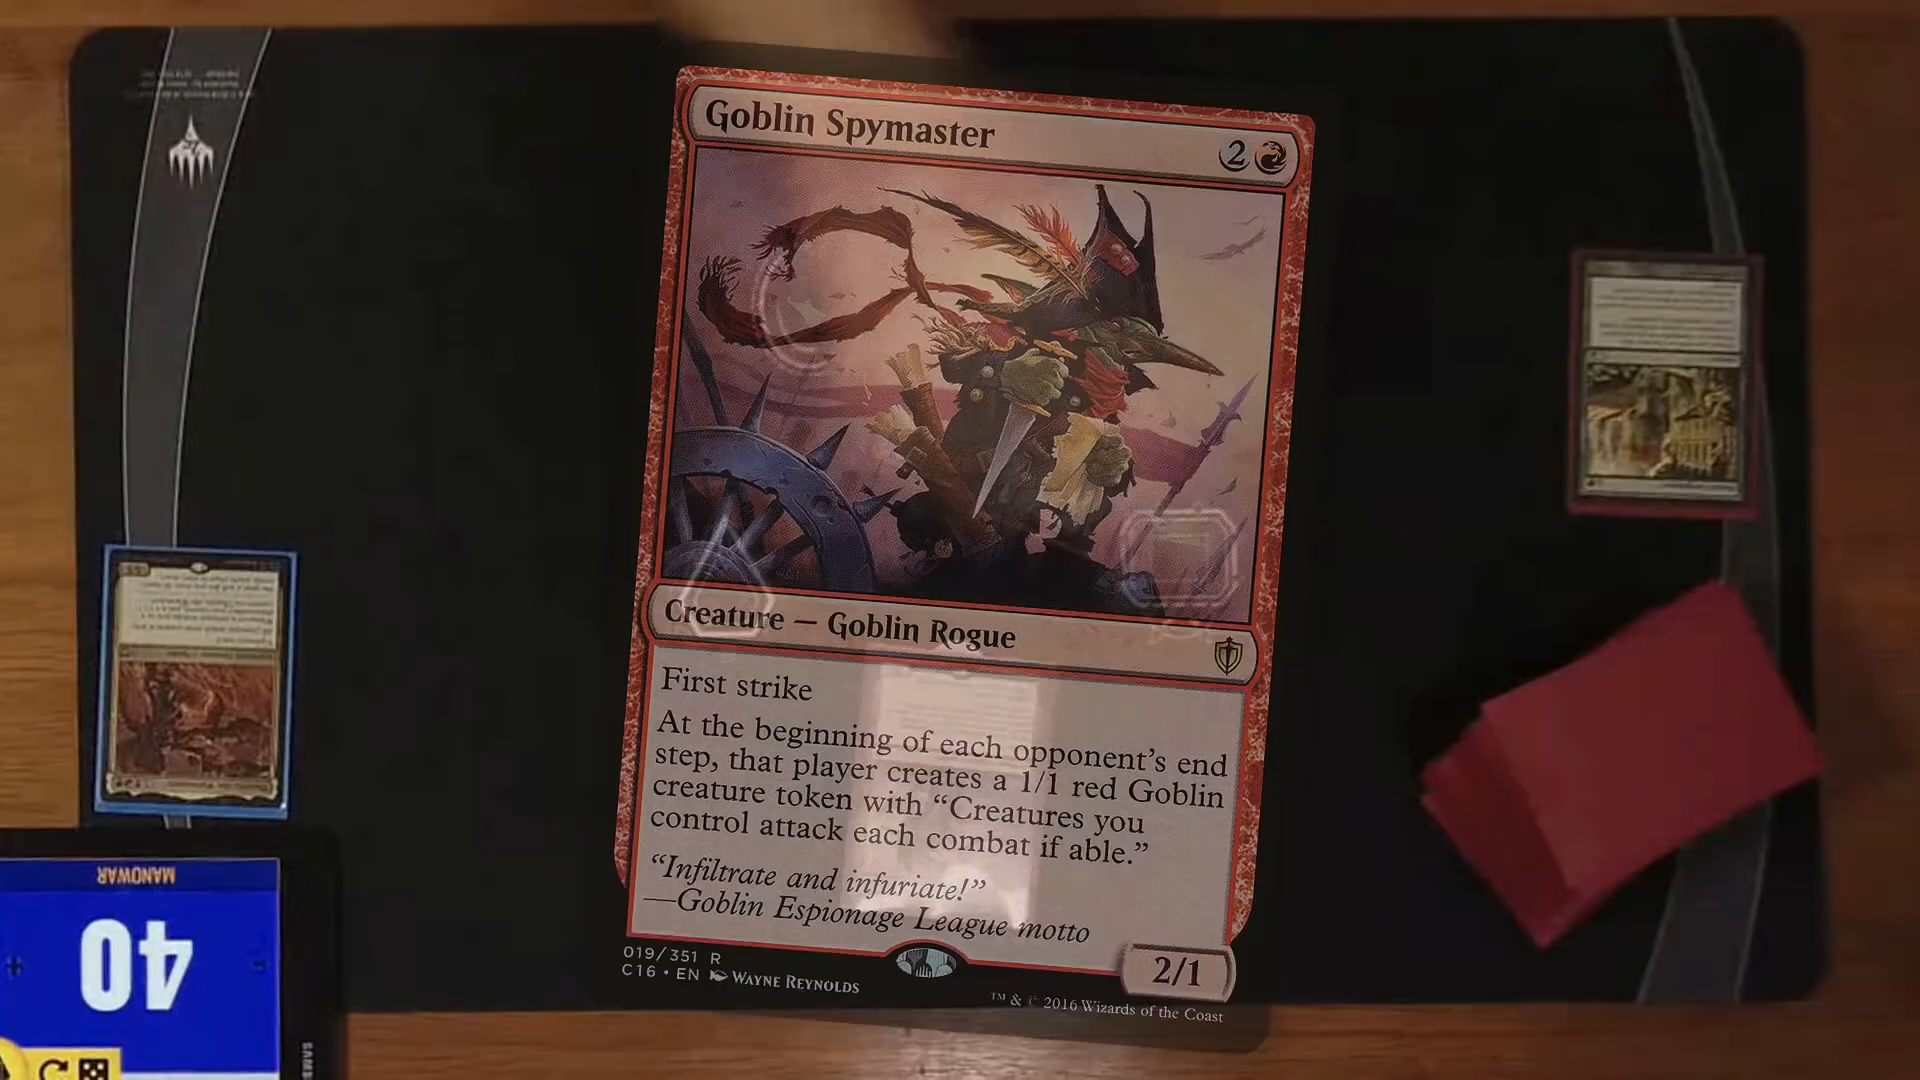 Goblin Spymaster
2
Creature — Goblin Rogue
First strike
At the beginning of each opponent's end
step, that player creates a 1/1 red Goblin
creature token with “Creatures you
control attack each combat if able.”
“Infiltrate and infuriate!”
—Goblin Espionage League motto
2/1
019/351 R
C16 • EN WAYNE REYNOLDS
™ & © 2016 Wizards of the Coast
MANOWAR
40